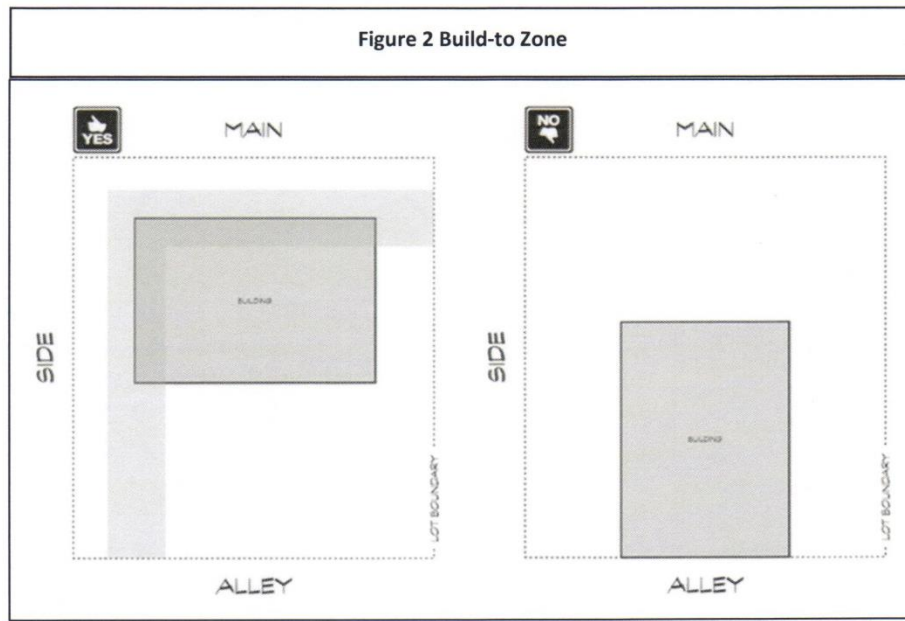 Figure 2 Build-to Zone
YES
MAIN
SIDE
BUILDING
LOT BOUNDARY
ALLEY
NO
MAIN
SIDE
BUILDING
LOT BOUNDARY
ALLEY